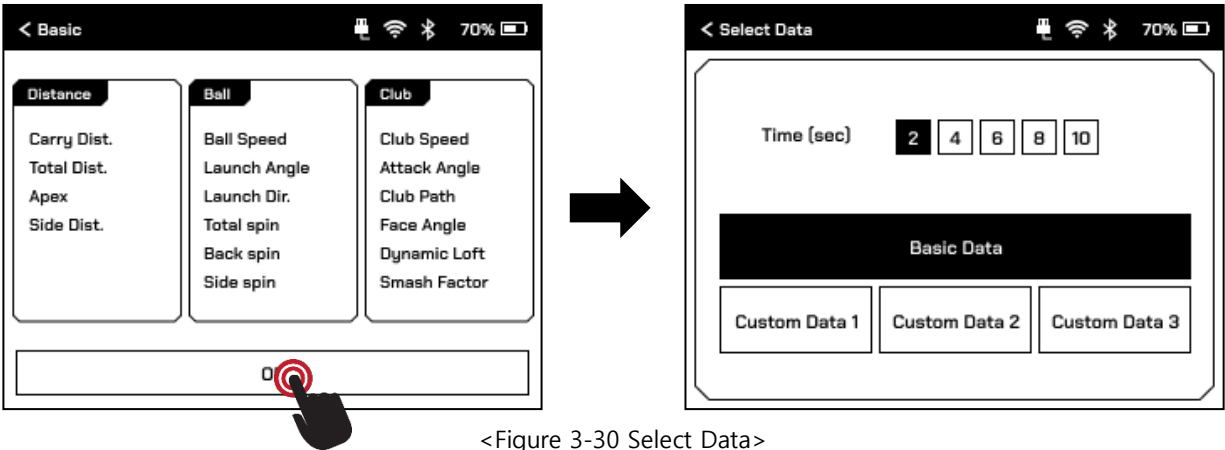 < Basic
70%
Distance
Carry Dist.
Total Dist.
Apex
Side Dist.
Ball
Ball Speed
Launch Angle
Launch Dir.
Total spin
Back spin
Side spin
Club
Club Speed
Attack Angle
Club Path
Face Angle
Dynamic Loft
Smash Factor
< Select Data
70%
Time (sec)
2 4 6 8 10
Basic Data
Custom Data 1 Custom Data 2 Custom Data 3
<Figure 3-30 Select Data>